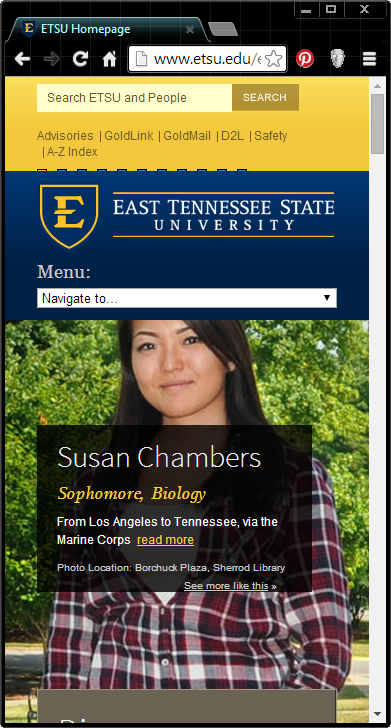 ETSU Homepage
www.etsu.edu/e
Search ETSU and People
SEARCH
Advisories | GoldLink | GoldMail | D2L | Safety
| A-Z Index
E
EAST TENNESSEE STATE
UNIVERSITY
Menu:
Navigate to...
Susan Chambers
Sophomore, Biology
From Los Angeles to Tennessee, via the
Marine Corps read more
Photo Location: Borchuck Plaza, Sherrod Library
See more like this »